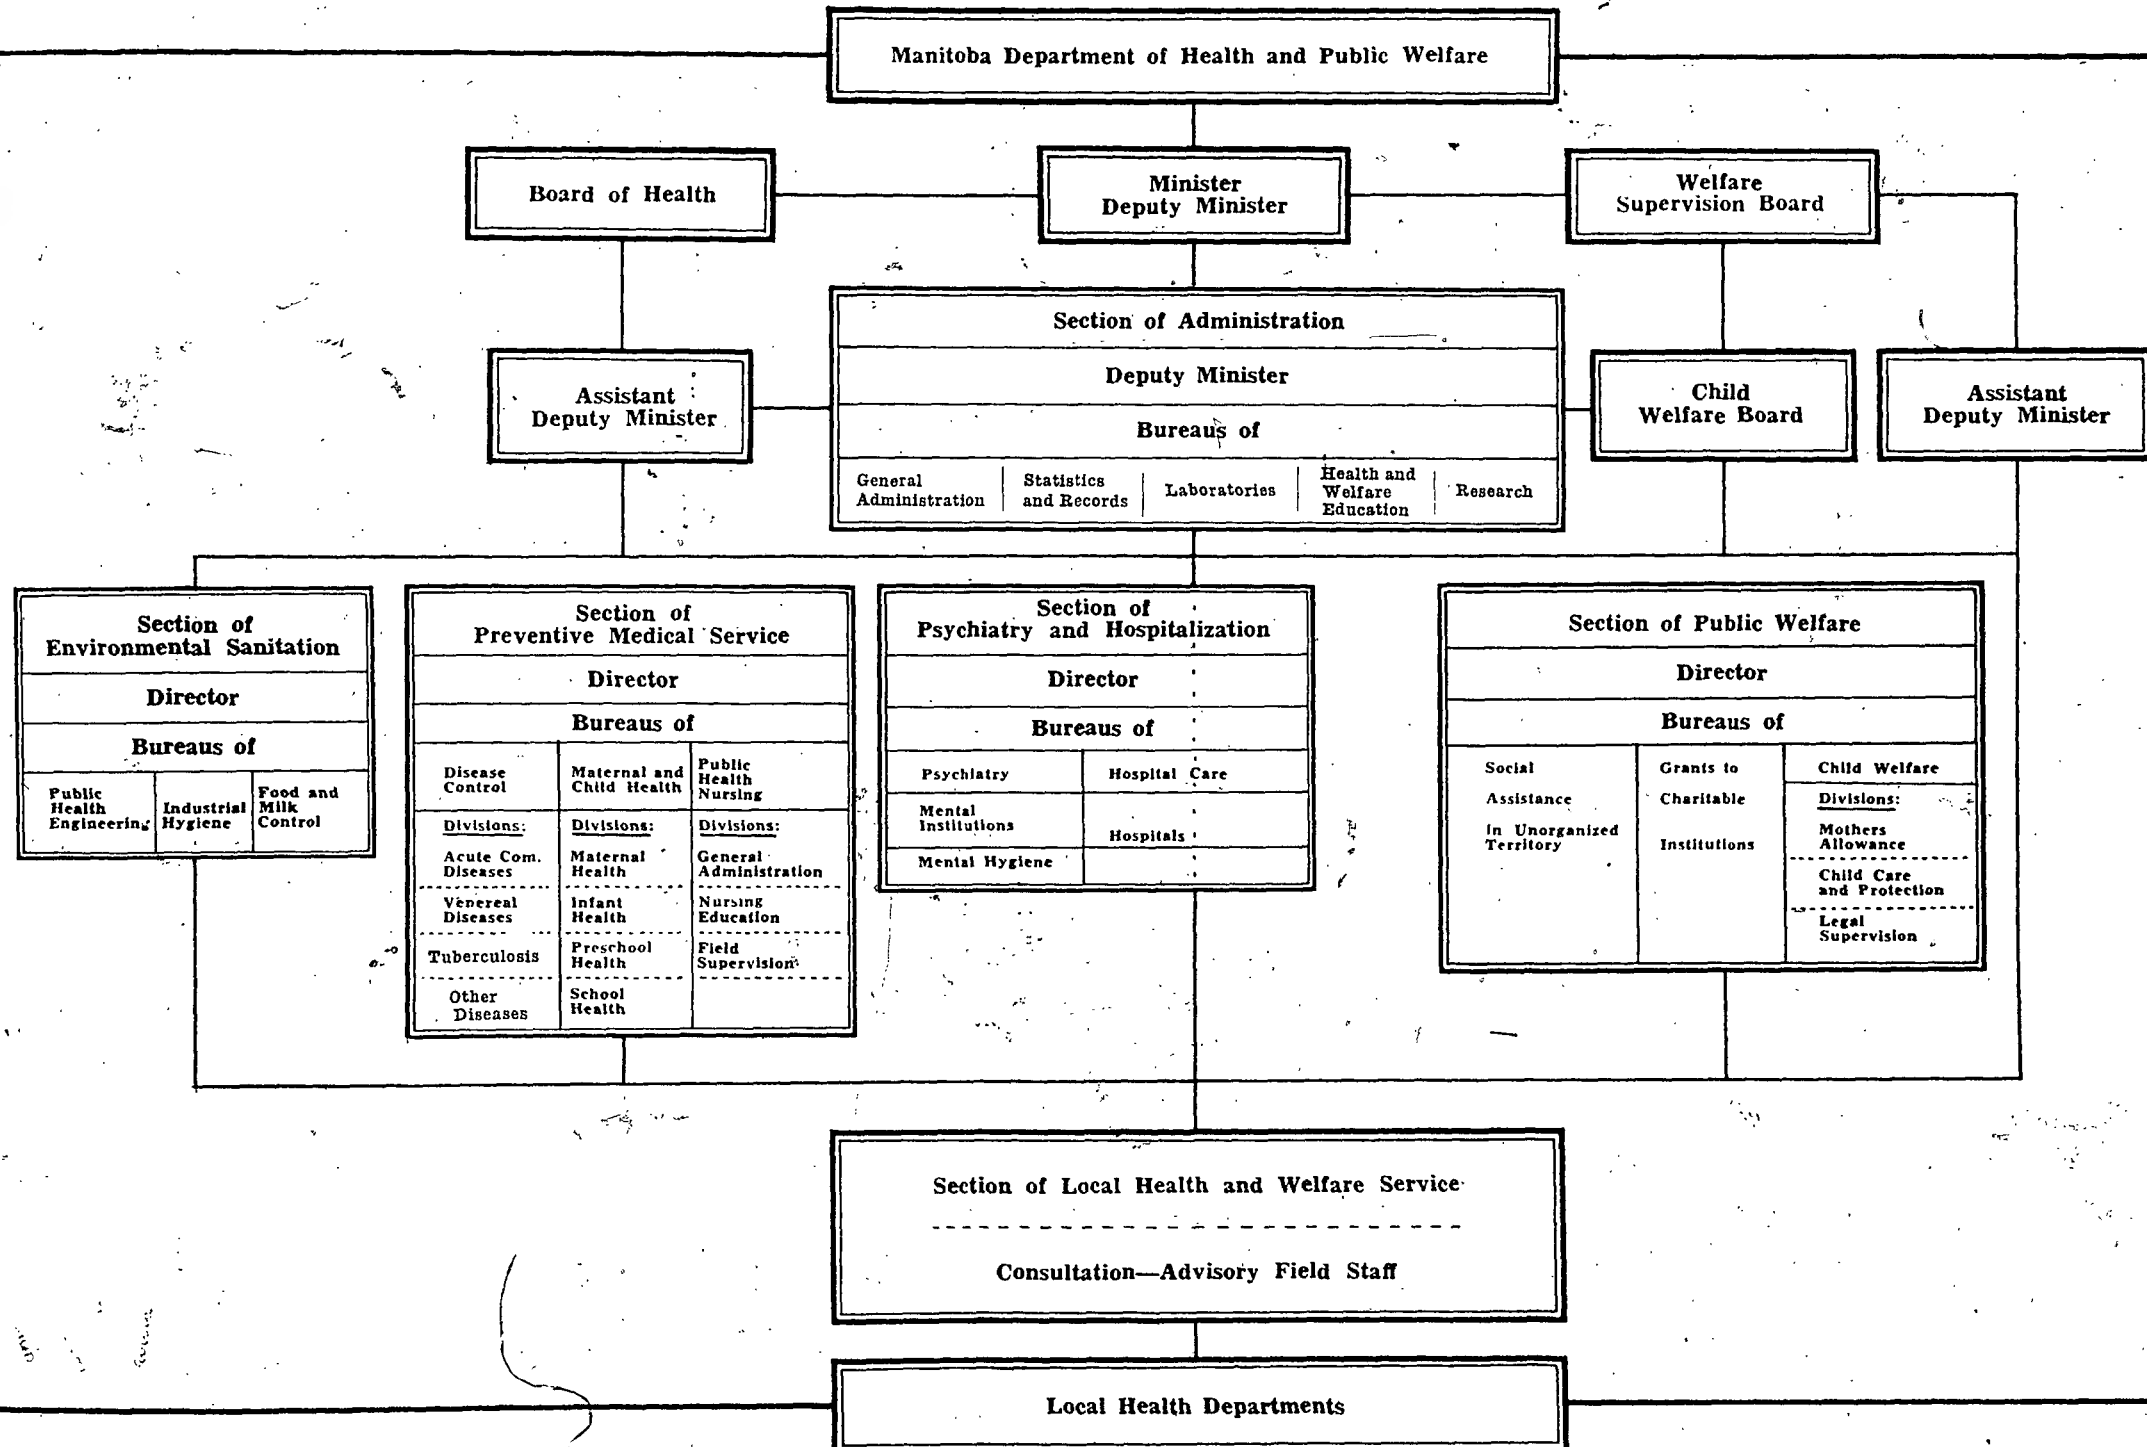 Manitoba Department of Health and Public Welfare
Board of Health
Minister
Deputy Minister
Welfare
Supervision Board
Section of Administration
Deputy Minister
Bureaus of
General
Administration
Statistics
and Records
Laboratories
Health and
Welfare
Education
Research
Assistant
Deputy Minister
Child
Welfare Board
Assistant
Deputy Minister
Section of
Environmental Sanitation
Director
Bureaus of
Public
Health
Engineering
Industrial
Hygiene
Food and
Milk
Control
Section of
Preventive Medical Service
Director
Bureaus of
Disease
Control
Divisions:
Acute Com.
Diseases
Venereal
Diseases
Tuberculosis
Other
Diseases
Maternal and
Child Health
Divisions:
Maternal
Health
Infant
Health
Preschool
Health
School
Health
Public
Health
Nursing
Divisions:
General
Administration
Nursing
Education
Field
Supervision
Section of
Psychiatry and Hospitalization
Director
Bureaus of
Psychiatry
Mental
Institutions
Mental Hygiene
Hospital Care
Hospitals
Section of Public Welfare
Director
Bureaus of
Social
Assistance
in Unorganized
Territory
Grants to
Charitable
Institutions
Child Welfare
Divisions:
Mothers
Allowance
Child Care
and Protection
Legal
Supervision
Section of Local Health and Welfare Service
Consultation—Advisory Field Staff
Local Health Departments